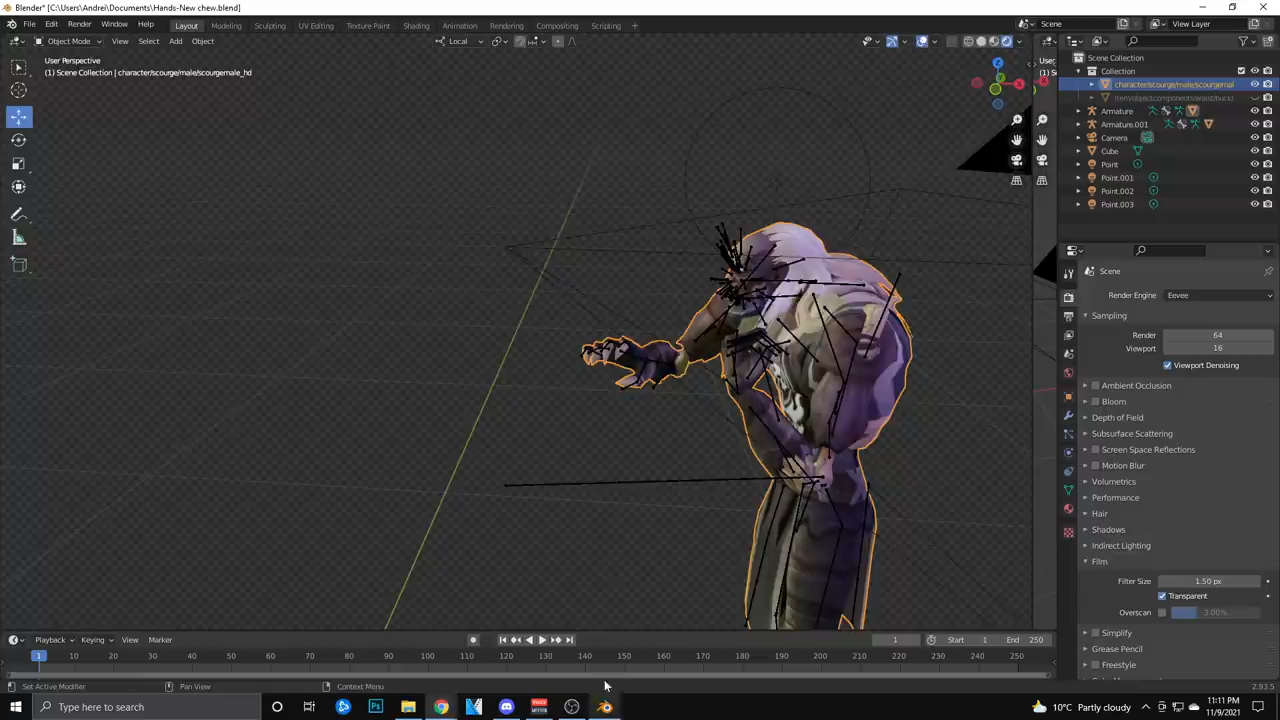 Blender* [C:\Users\Andrei\Documents\Hands-New chew.blend]
File Edit Render Window Help Layout Modeling Sculpting UV Editing Texture Paint Shading Animation Rendering Compositing Scripting Scene View Layer
Object Mode View Select Add Object Local
User Perspective
(1) Scene Collection | character/scourge/male/scourgemale_hd
User
(1) S
Scene Collection
Collection
character/scourge/male/scourgemal
Armature
Armature.001
Camera
Cube
Point
Point.001
Point.002
Point.003
Scene
Render Engine Eevee
Sampling
Render 64
Viewport 16
Viewport Denoising
Ambient Occlusion
Bloom
Depth of Field
Subsurface Scattering
Screen Space Reflections
Motion Blur
Volumetrics
Performance
Hair
Shadows
Indirect Lighting
Film
Filter Size 1.50 px
Transparent
Overscan 3.00%
Simplify
Grease Pencil
Freestyle
Playback Keying View Marker 1 Start 1 End 250
1 10 20 30 40 50 60 70 80 90 100 110 120 130 140 150 160 170 180 190 200 210 220 230 240 250
Set Active Modifier Pan View Context Menu 2.93.5
Type here to search
10°C Partly cloudy
11:11 PM
11/9/2021